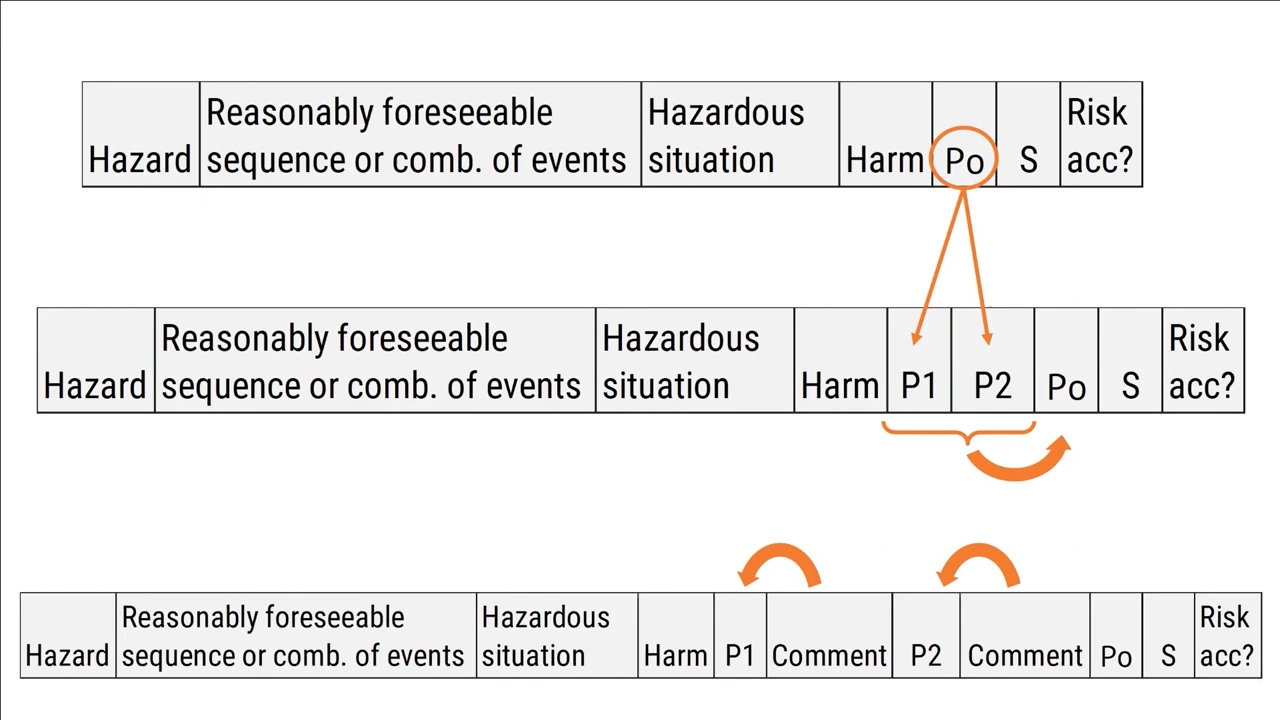 Hazard
Reasonably foreseeable
sequence or comb. of events
Hazardous
situation
Harm
Po
S
Risk
acc?
Hazard
Reasonably foreseeable
sequence or comb. of events
Hazardous
situation
Harm
P1
P2
Po
S
Risk
acc?
Hazard
Reasonably foreseeable
sequence or comb. of events
Hazardous
situation
Harm
P1
Comment
P2
Comment
Po
S
Risk
acc?